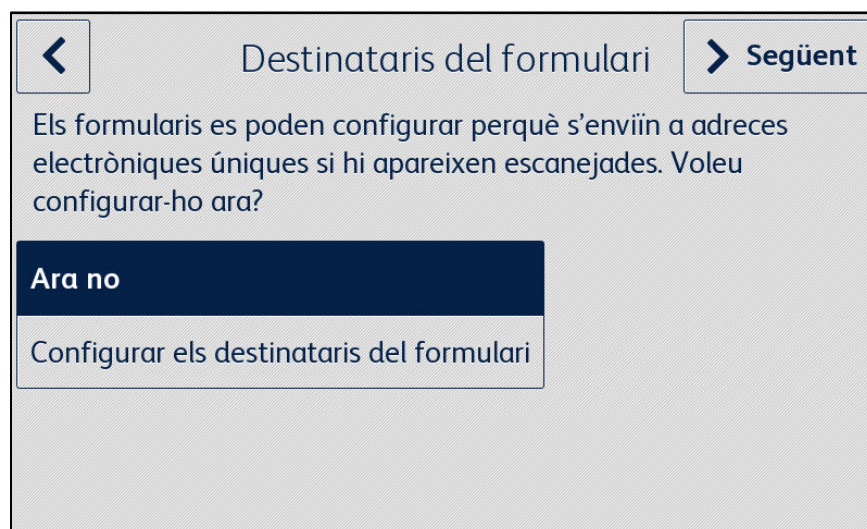 Destinataris del formulari
Següent
Els formularis es poden configurar perquè s’enviïn a adreces
electròniques úniques si hi apareixen escanejades. Voleu
configurar-ho ara?
Ara no
Configurar els destinataris del formulari